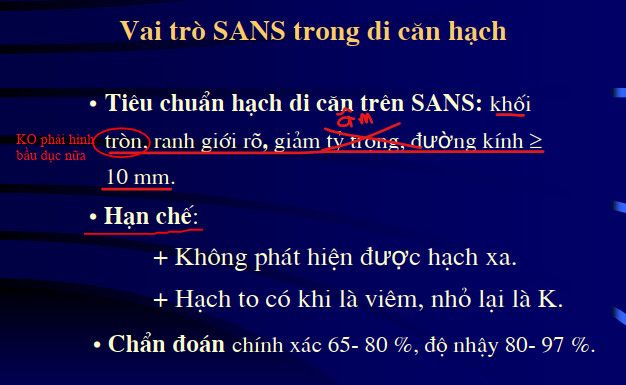 Vai trò SANS trong di căn hạch
• Tiêu chuẩn hạch di căn trên SANS: khối
âm
KO phải hình
bầu dục nữa
tròn, ranh giới rõ, giảm tỷ trọng, đường kính ≥
10 mm.
• Hạn chế:
+ Không phát hiện được hạch xa.
+ Hạch to có khi là viêm, nhỏ lại là K.
• Chẩn đoán chính xác 65- 80 %, độ nhậy 80- 97 %.